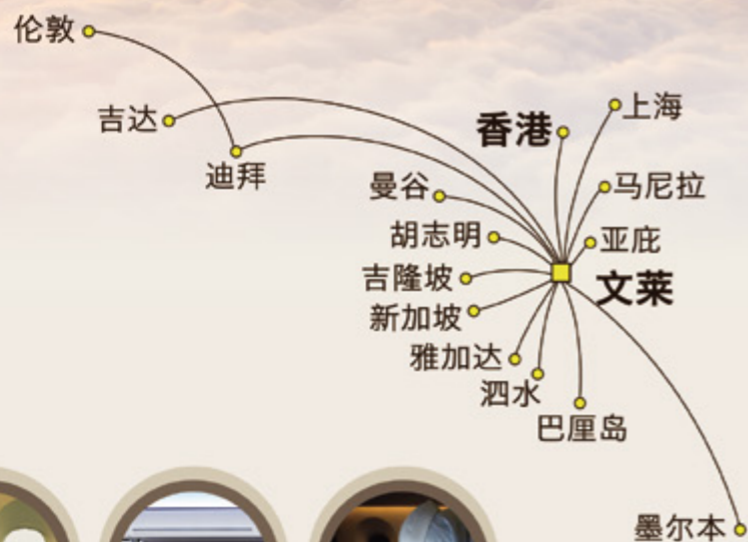 伦敦
吉达
迪拜
香港
上海
曼谷
马尼拉
胡志明
亚庇
吉隆坡
文莱
新加坡
雅加达
泗水
巴厘岛
墨尔本